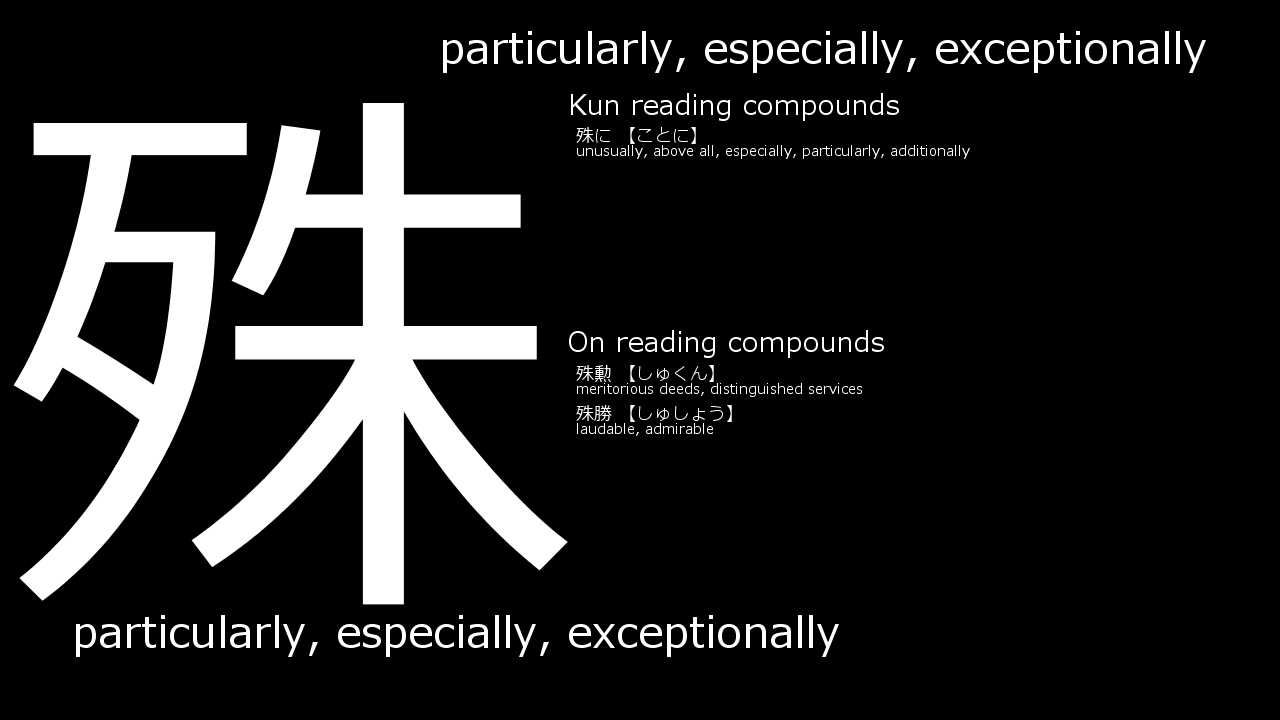 particularly, especially, exceptionally
殊
Kun reading compounds
殊に 【ことに】
unusually, above all, especially, particularly, additionally
On reading compounds
殊勲 【しゅくん】
meritorious deeds, distinguished services
殊勝 【しゅしょう】
laudable, admirable
particularly, especially, exceptionally